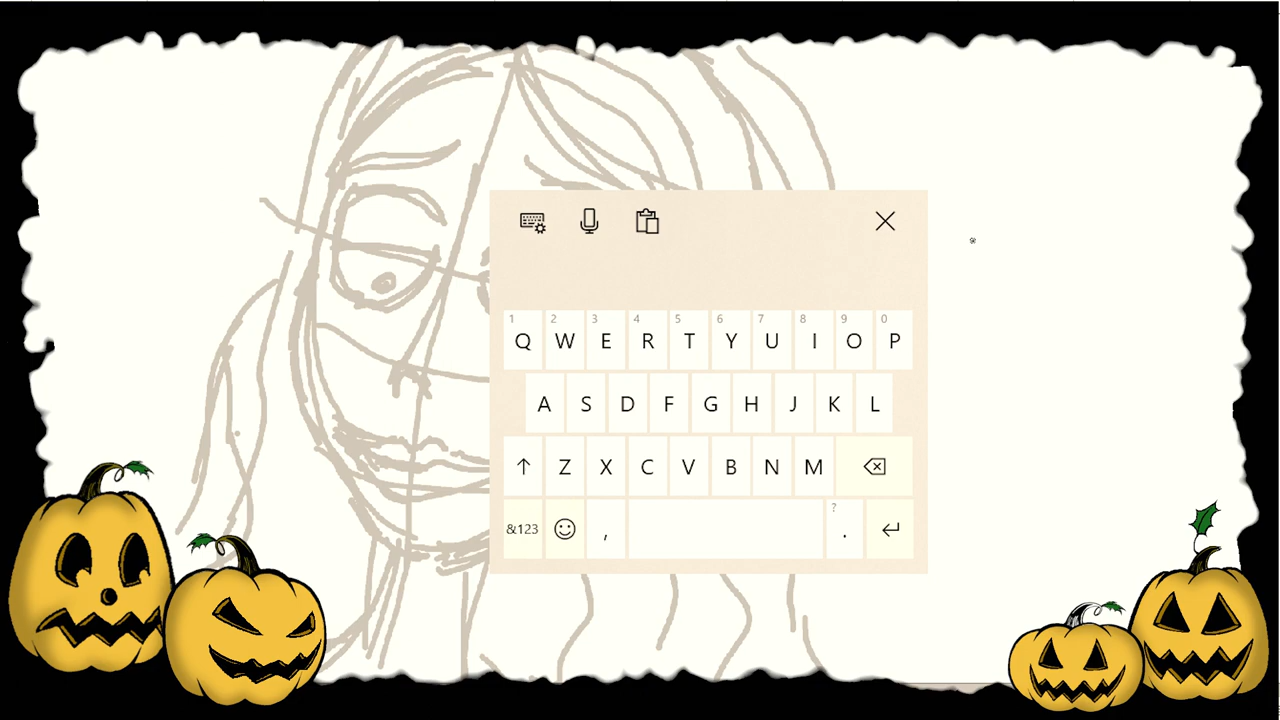 1 2 3 4 5 6 7 8 9 0
Q W E R T Y U I O P
A S D F G H J K L
Z X C V B N M
?
&123 , .